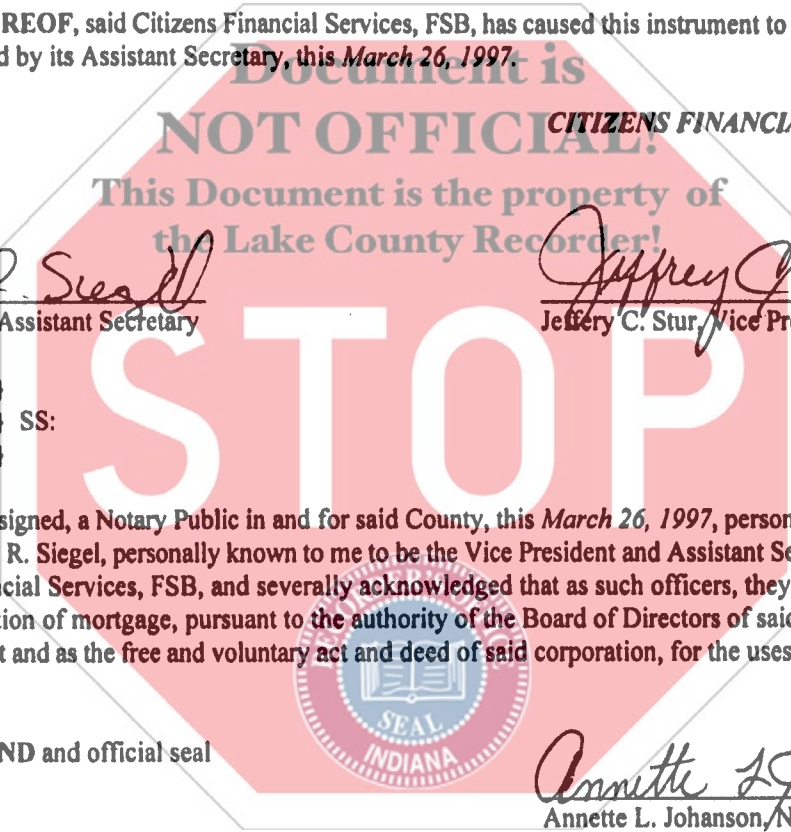 REOF, said Citizens Financial Services, FSB, has caused this instrument to
d by its Assistant Secretary, this March 26, 1997.
Document is
NOT OFFICIAL!
This Document is the property of
the Lake County Recorder!
CITIZENS FINANCIA
R. Siegel
Assistant Secretary
Jeffrey C
Jeffery C. Stur, Vice Pre
STOP
SS:
signed, a Notary Public in and for said County, this March 26, 1997, person
R. Siegel, personally known to me to be the Vice President and Assistant Se
cial Services, FSB, and severally acknowledged that as such officers, they
tion of mortgage, pursuant to the authority of the Board of Directors of said
t and as the free and voluntary act and deed of said corporation, for the uses
SEAL
INDIANA
ND and official seal
Annette L J
Annette L. Johanson, N